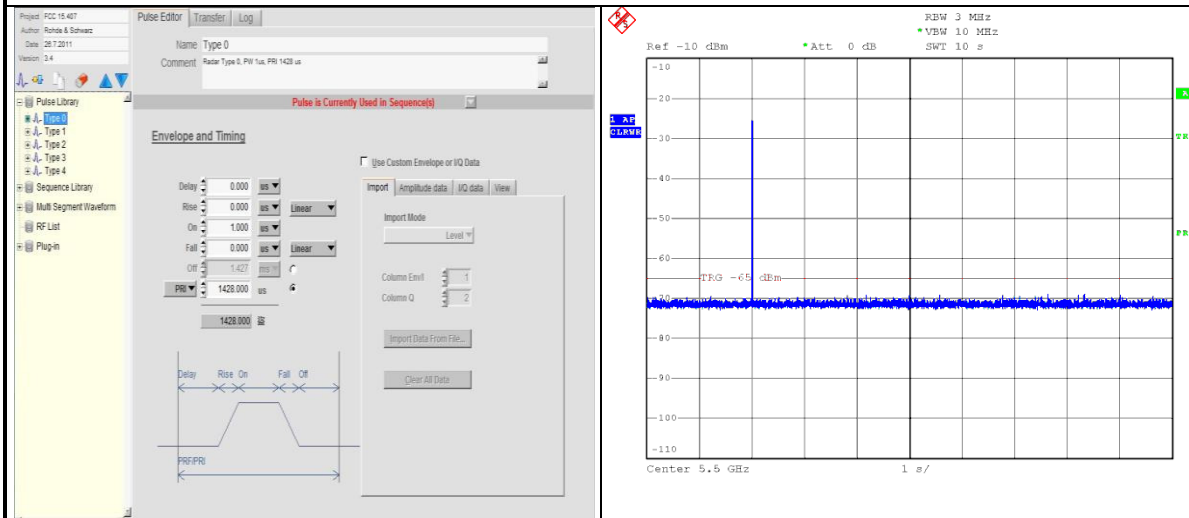 Project FCC 15.407
Author Rohde & Schwarz
Date 26.7.2011
Version 3.4
Pulse Library
Type 0
Type 1
Type 2
Type 3
Type 4
Sequence Library
Multi Segment Waveform
RF List
Plug-in
Pulse Editor Transfer Log
Name Type 0
Comment Radar Type 0, PW 1us, PRI 1428 us
Pulse is Currently Used in Sequence(s)
Envelope and Timing
Use Custom Envelope or I/Q Data
Delay 0.000 us
Rise 0.000 us Linear
On 1.000 us
Fall 0.000 us Linear
Off 1.427 ms
PRI 1428.000 us
1428.000
Import Amplitude data I/Q data View
Import Mode
Level
Column Env/I 1
Column Q 2
Import Data From File...
Clear All Data
Delay Rise On Fall Off
PRF/PRI
R S
RBW 3 MHz
* VBW 10 MHz
Ref -10 dBm * Att 0 dB SWT 10 s
-10
-20
A
1 AP
CLRWR
-30
-40
-50
-60
TRG -65 dBm
-70
-80
-90
-100
-110
Center 5.5 GHz 1 s/